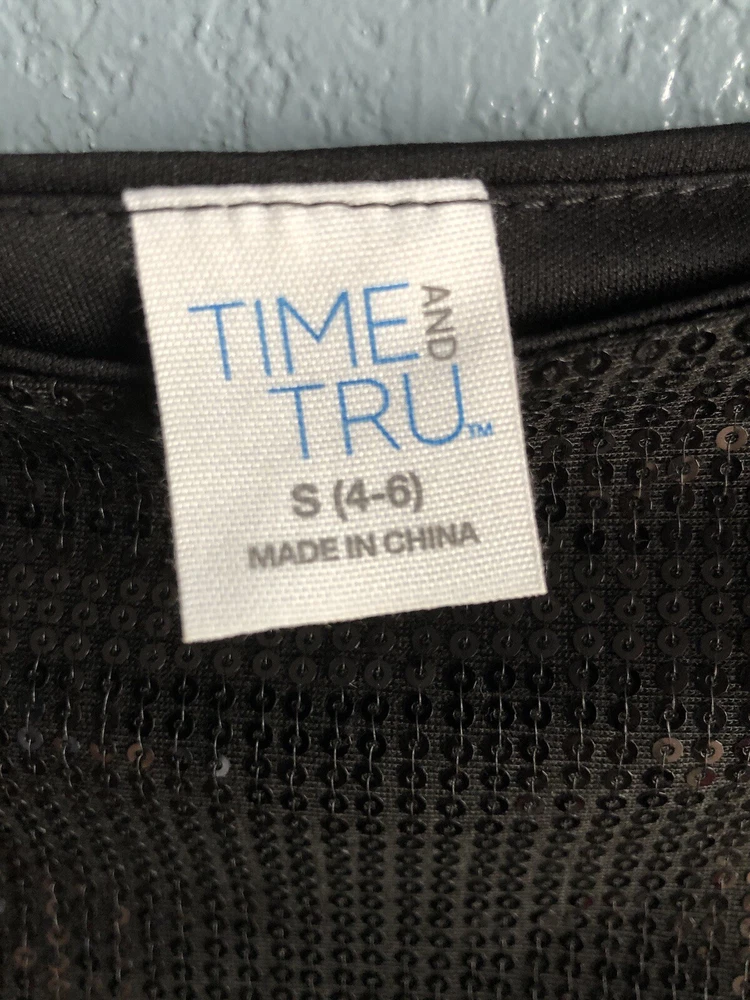 TIME AND
TRU™
S (4-6)
MADE IN CHINA